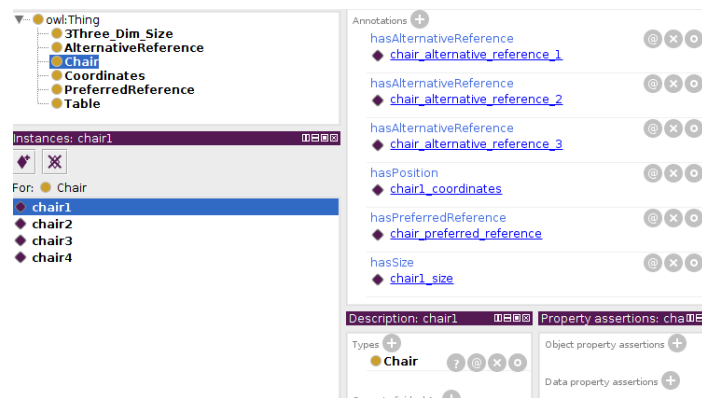 owl:Thing
3Three_Dim_Size
AlternativeReference
Chair
Coordinates
PreferredReference
Table
Instances: chair1
For: Chair
chair1
chair2
chair3
chair4
Annotations
hasAlternativeReference
chair_alternative_reference_1
hasAlternativeReference
chair_alternative_reference_2
hasAlternativeReference
chair_alternative_reference_3
hasPosition
chair1_coordinates
hasPreferredReference
chair_preferred_reference
hasSize
chair1_size
Description: chair1
Types
Chair
Property assertions: cha
Object property assertions
Data property assertions